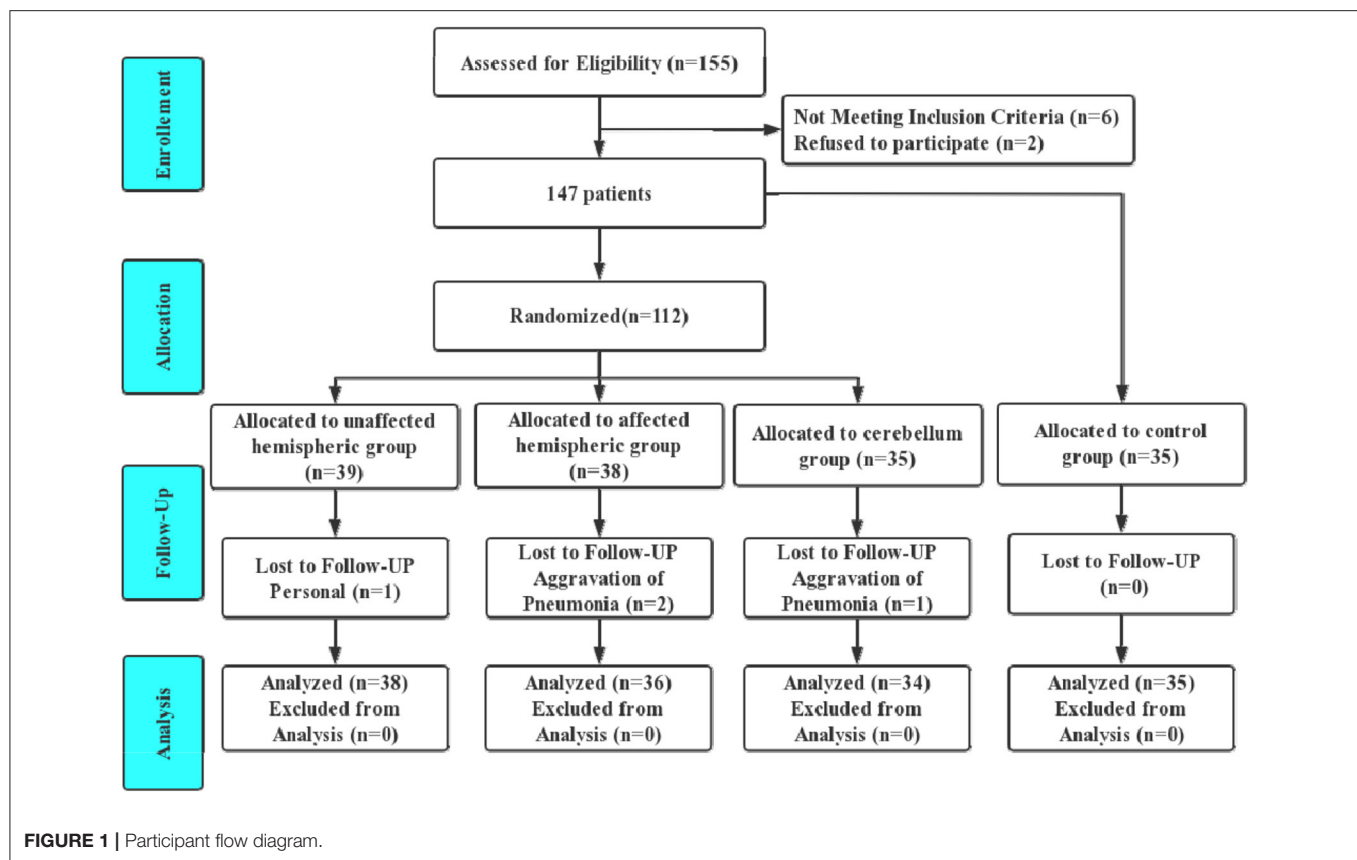 Enrollement
Assessed for Eligibility (n=155)
Not Meeting Inclusion Criteria (n=6)
Refused to participate (n=2)
147 patients
Allocation
Randomized(n=112)
Allocated to unaffected
hemispheric group
(n=39)
Allocated to affected
hemispheric group
(n=38)
Allocated to cerebellum
group (n=35)
Allocated to control
group (n=35)
Follow-Up
Lost to Follow-UP
Personal (n=1)
Lost to Follow-UP
Aggravation of
Pneumonia (n=2)
Lost to Follow-UP
Aggravation of
Pneumonia (n=1)
Lost to Follow-UP
(n=0)
Analysis
Analyzed (n=38)
Excluded from
Analysis (n=0)
Analyzed (n=36)
Excluded from
Analysis (n=0)
Analyzed (n=34)
Excluded from
Analysis (n=0)
Analyzed (n=35)
Excluded from
Analysis (n=0)
FIGURE 1 | Participant flow diagram.